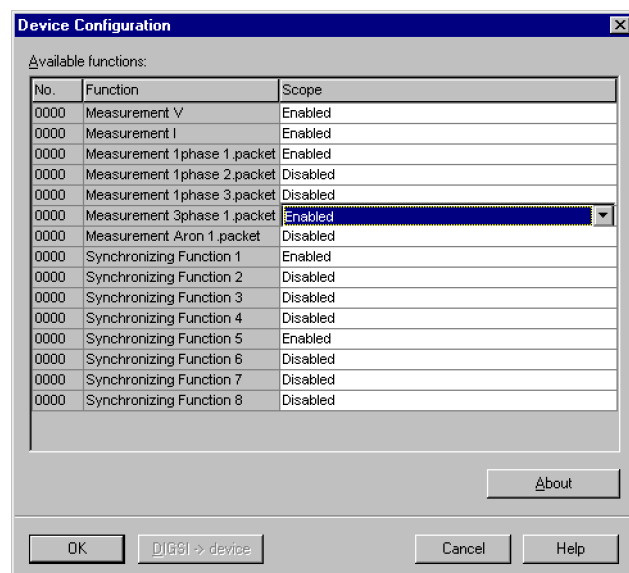 Device Configuration
Available functions:
No. Function Scope
0000 Measurement V Enabled
0000 Measurement I Enabled
0000 Measurement 1phase 1.packet Enabled
0000 Measurement 1phase 2.packet Disabled
0000 Measurement 1phase 3.packet Disabled
0000 Measurement 3phase 1.packet Enabled
0000 Measurement Aron 1.packet Disabled
0000 Synchronizing Function 1 Enabled
0000 Synchronizing Function 2 Disabled
0000 Synchronizing Function 3 Disabled
0000 Synchronizing Function 4 Disabled
0000 Synchronizing Function 5 Enabled
0000 Synchronizing Function 6 Disabled
0000 Synchronizing Function 7 Disabled
0000 Synchronizing Function 8 Disabled
About
OK DIGSI -> device Cancel Help